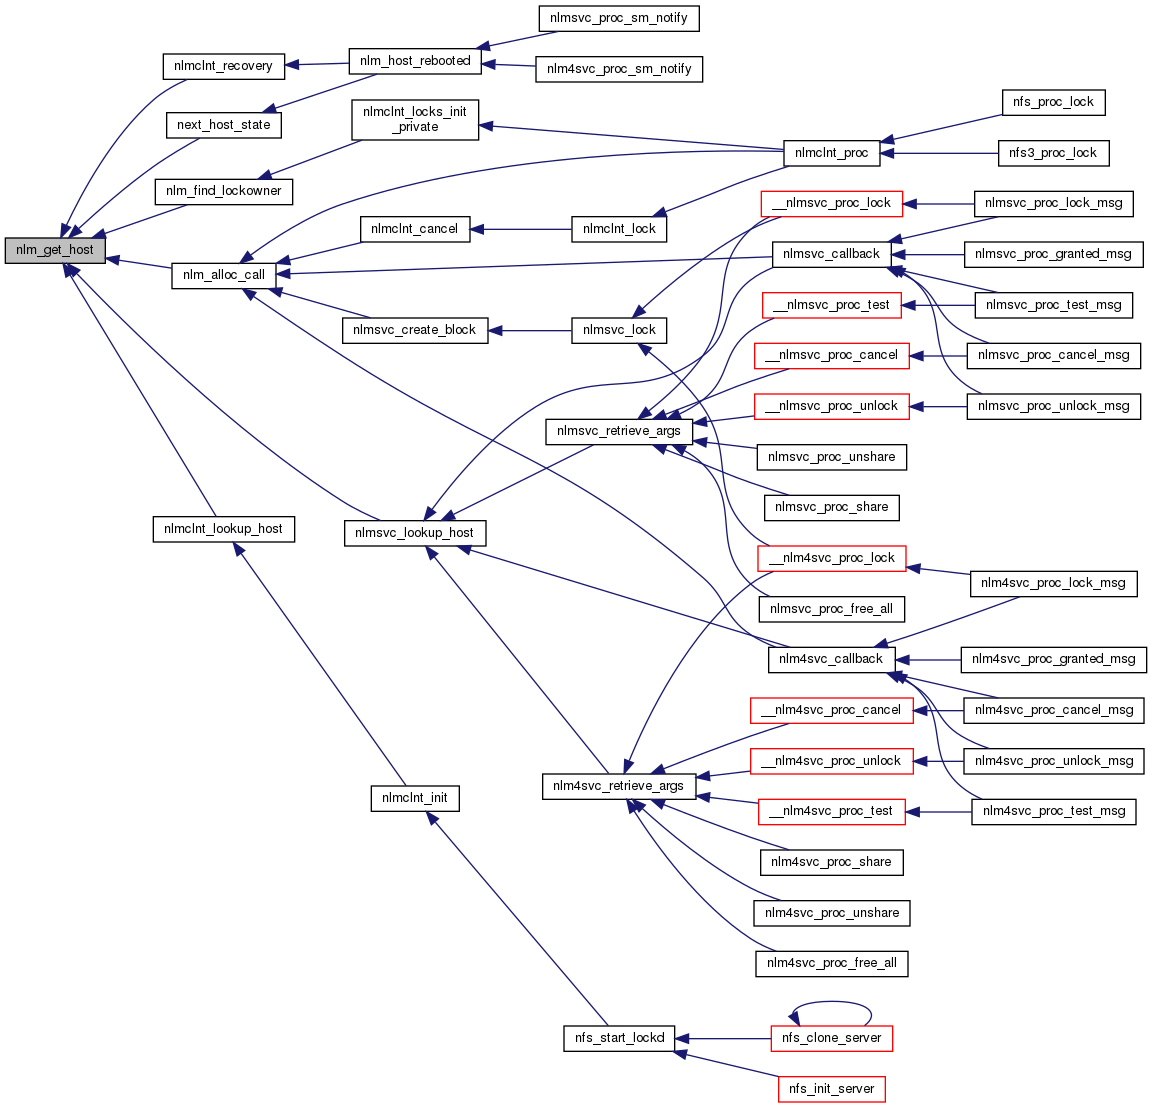 nlmsvc_proc_sm_notify
nlm_host_rebooted
nlmclnt_recovery
nlm4svc_proc_sm_notify
nfs_proc_lock
nlmclnt_locks_init
_private
next_host_state
nlmclnt_proc
nfs3_proc_lock
nlm_find_lockowner
__nlmsvc_proc_lock
nlmsvc_proc_lock_msg
nlmclnt_cancel
nlmclnt_lock
nlm_get_host
nlmsvc_callback
nlmsvc_proc_granted_msg
nlm_alloc_call
__nlmsvc_proc_test
nlmsvc_proc_test_msg
nlmsvc_create_block
nlmsvc_lock
__nlmsvc_proc_cancel
nlmsvc_proc_cancel_msg
__nlmsvc_proc_unlock
nlmsvc_proc_unlock_msg
nlmsvc_retrieve_args
nlmsvc_proc_unshare
nlmsvc_proc_share
nlmclnt_lookup_host
nlmsvc_lookup_host
__nlm4svc_proc_lock
nlm4svc_proc_lock_msg
nlmsvc_proc_free_all
nlm4svc_callback
nlm4svc_proc_granted_msg
__nlm4svc_proc_cancel
nlm4svc_proc_cancel_msg
__nlm4svc_proc_unlock
nlm4svc_proc_unlock_msg
nlm4svc_retrieve_args
nlmclnt_init
__nlm4svc_proc_test
nlm4svc_proc_test_msg
nlm4svc_proc_share
nlm4svc_proc_unshare
nlm4svc_proc_free_all
nfs_start_lockd
nfs_clone_server
nfs_init_server